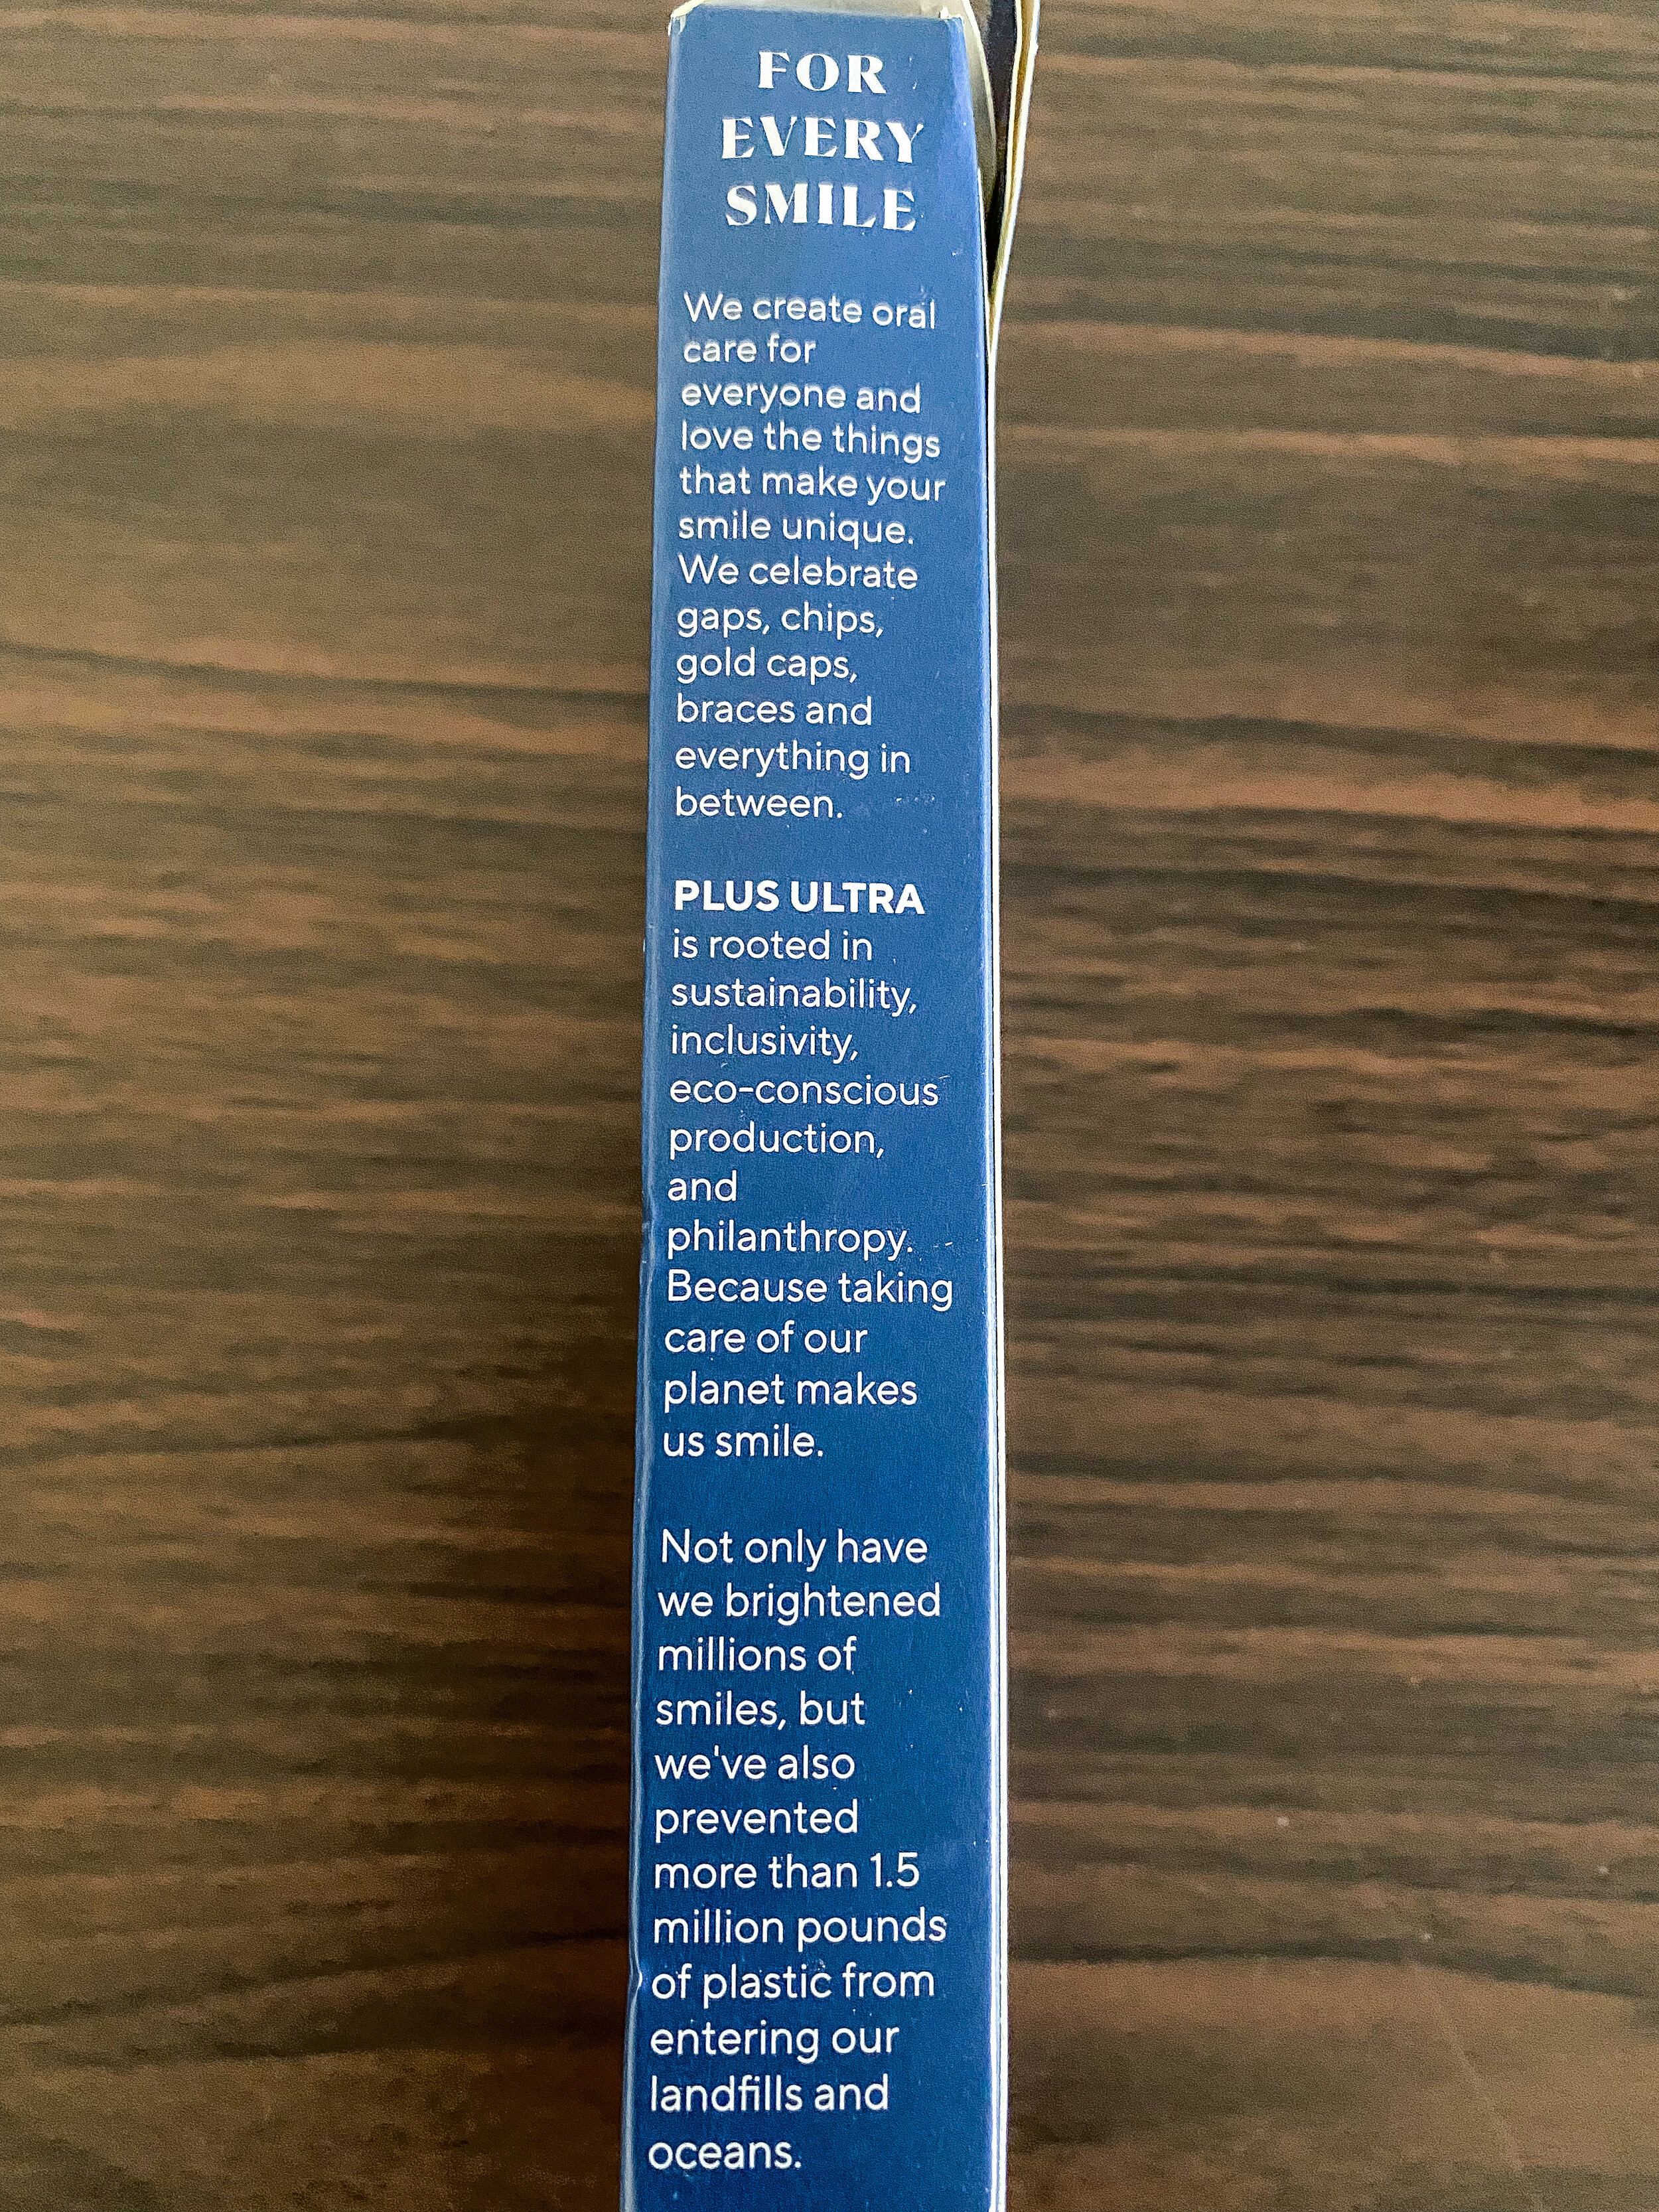 FOR
EVERY
SMILE
We create oral
care for
everyone and
love the things
that make your
smile unique.
We celebrate
gaps, chips,
gold caps,
braces and
everything in
between.
PLUS ULTRA
is rooted in
sustainability,
inclusivity,
eco-conscious
production,
and
philanthropy.
Because taking
care of our
planet makes
us smile.
Not only have
we brightened
millions of
smiles, but
we've also
prevented
more than 1.5
million pounds
of plastic from
entering our
landfills and
oceans.